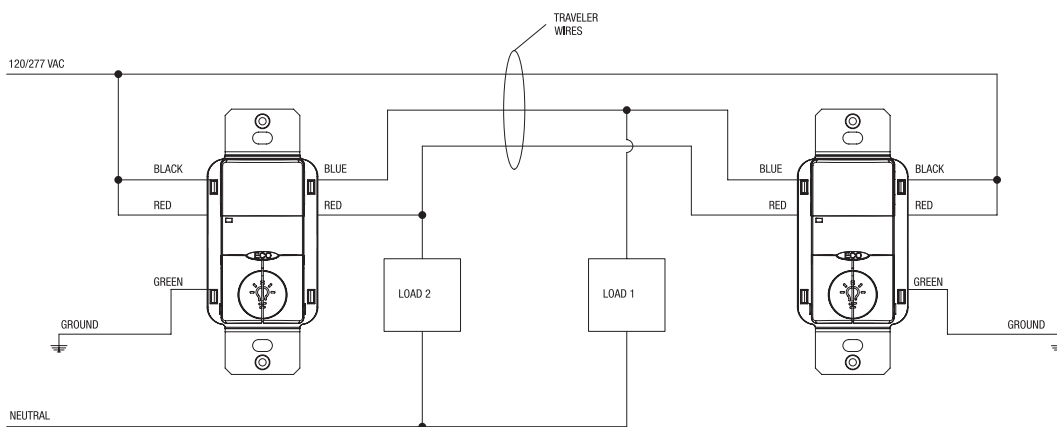 TRAVELER
WIRES
120/277 VAC
BLACK
BLUE
BLUE
BLACK
RED
RED
RED
RED
ECO
ECO
GREEN
LOAD 2
LOAD 1
GREEN
GROUND
GROUND
NEUTRAL